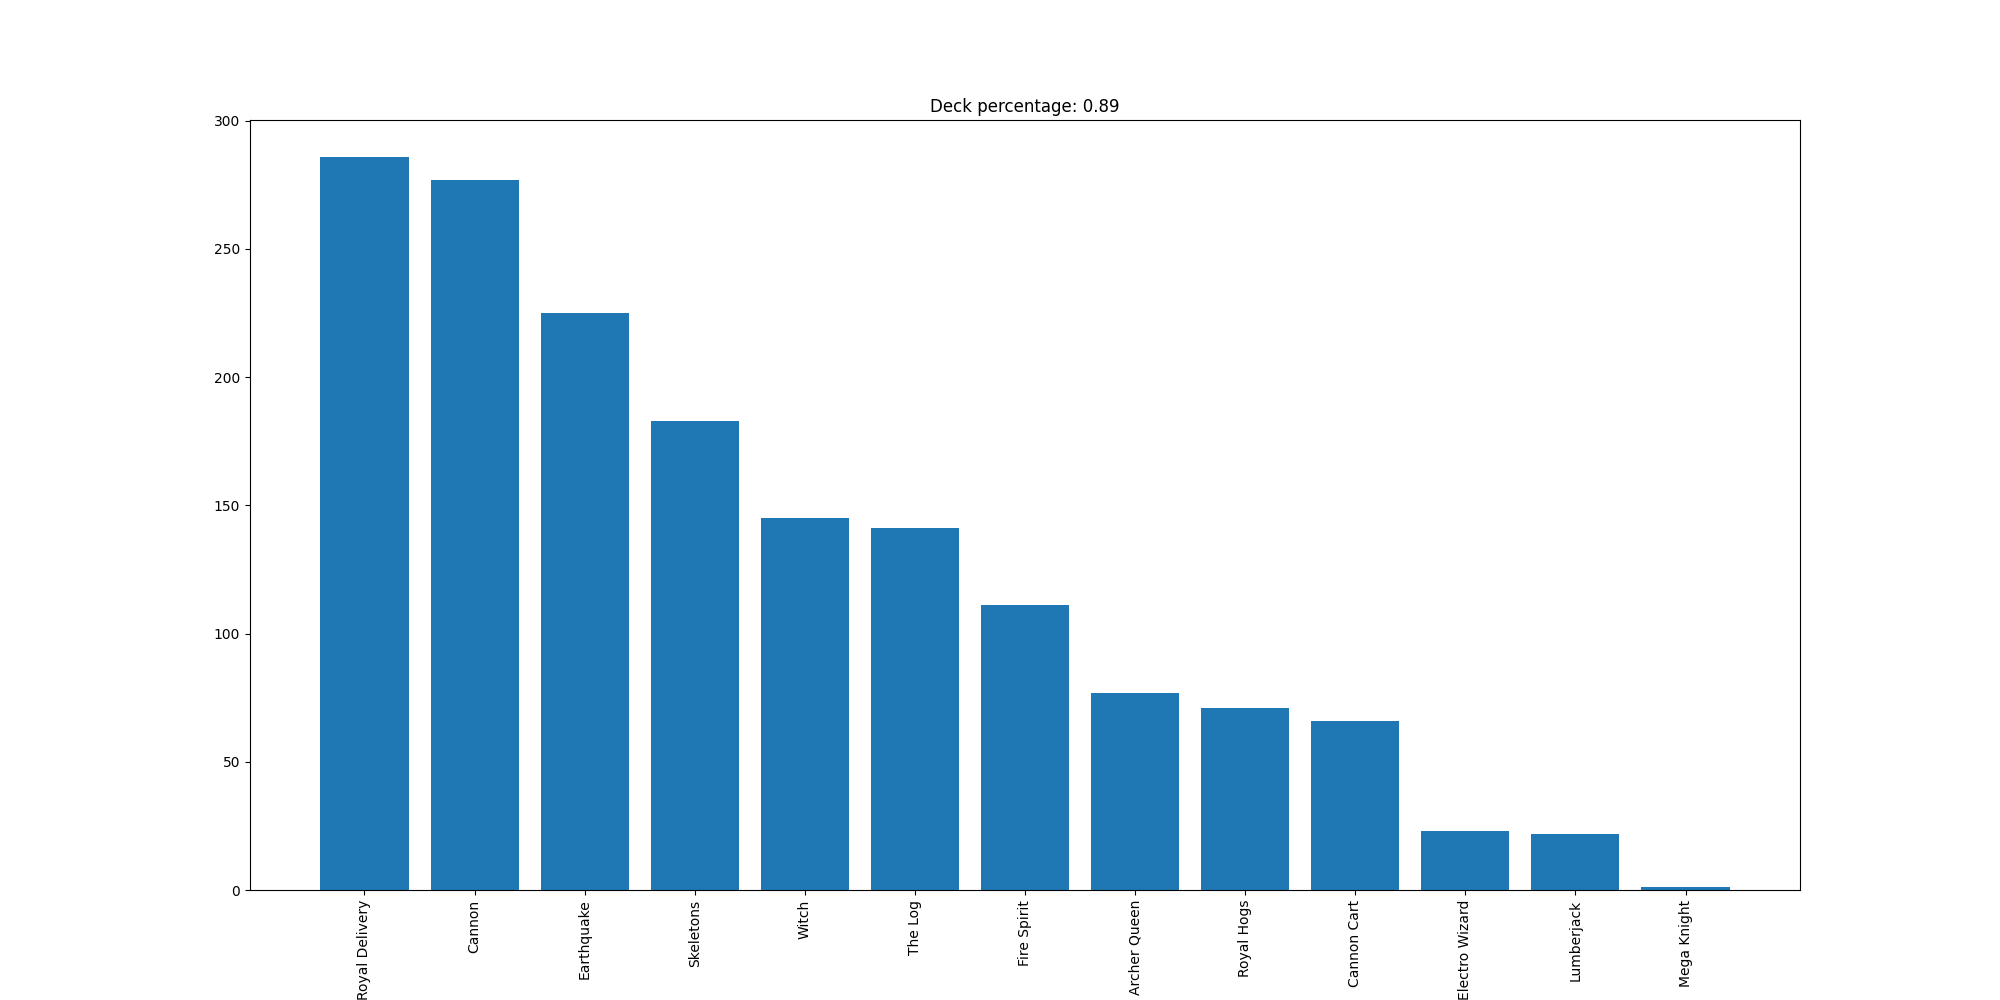 Deck percentage: 0.89
300
250
200
150
100
50
0
Royal Delivery
Cannon
Earthquake
Skeletons
Witch
The Log
Fire Spirit
Archer Queen
Royal Hogs
Cannon Cart
Electro Wizard
Lumberjack
Mega Knight